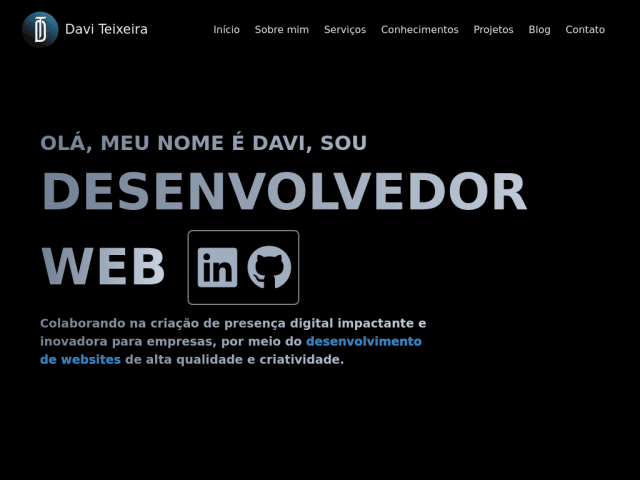 Davi Teixeira
Início Sobre mim Serviços Conhecimentos Projetos Blog Contato
OLÁ, MEU NOME É DAVI, SOU
DESENVOLVEDOR
WEB
Colaborando na criação de presença digital impactante e
inovadora para empresas, por meio do desenvolvimento
de websites de alta qualidade e criatividade.